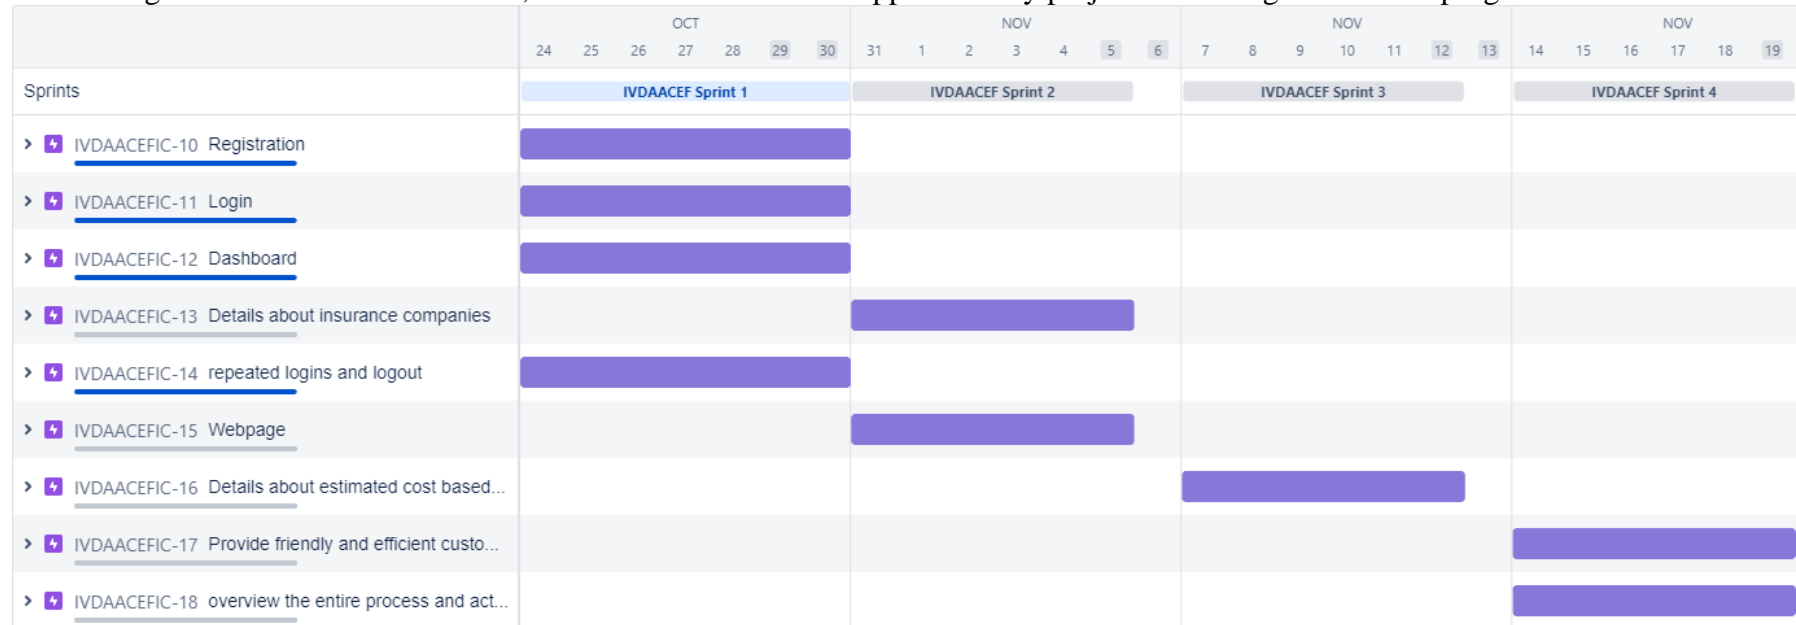 OCT NOV NOV NOV
24 25 26 27 28 29 30 31 1 2 3 4 5 6 7 8 9 10 11 12 13 14 15 16 17 18 19
Sprints IVDAACEF Sprint 1 IVDAACEF Sprint 2 IVDAACEF Sprint 3 IVDAACEF Sprint 4
IVDAACEFIC-10 Registration
IVDAACEFIC-11 Login
IVDAACEFIC-12 Dashboard
IVDAACEFIC-13 Details about insurance companies
IVDAACEFIC-14 repeated logins and logout
IVDAACEFIC-15 Webpage
IVDAACEFIC-16 Details about estimated cost based...
IVDAACEFIC-17 Provide friendly and efficient custo...
IVDAACEFIC-18 overview the entire process and act...